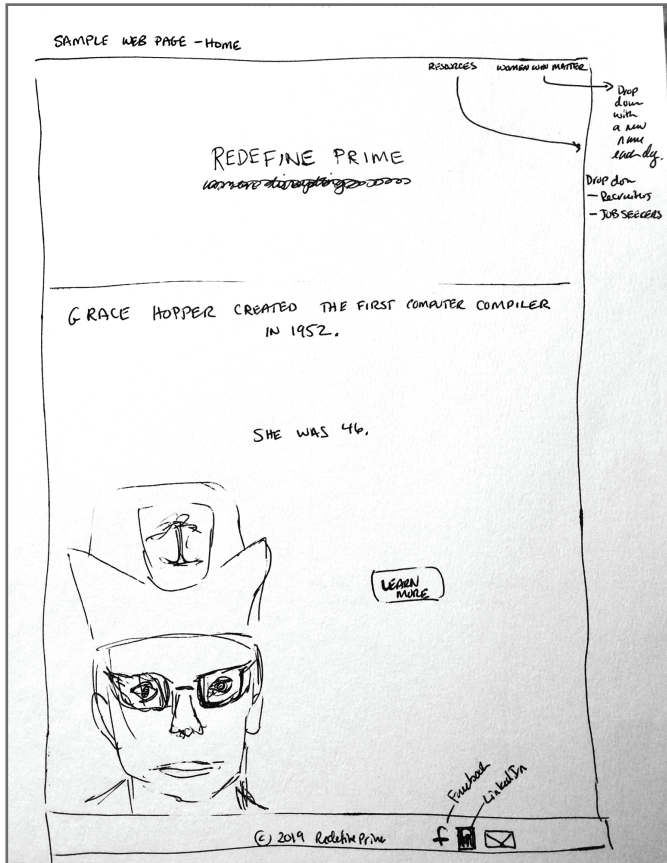 SAMPLE WEB PAGE - HOME
RESOURCES WOMEN WHO MATTER
Drop
down
with
a new
name
each day.
Drop down
- RECRUITERS
- JOB SEEKERS
REDEFINE PRIME
GRACE HOPPER CREATED THE FIRST COMPUTER COMPILER
IN 1952.
SHE WAS 46.
LEARN
MORE
Facebook
LinkedIn
(c) 2019 RedefinePrime
f in